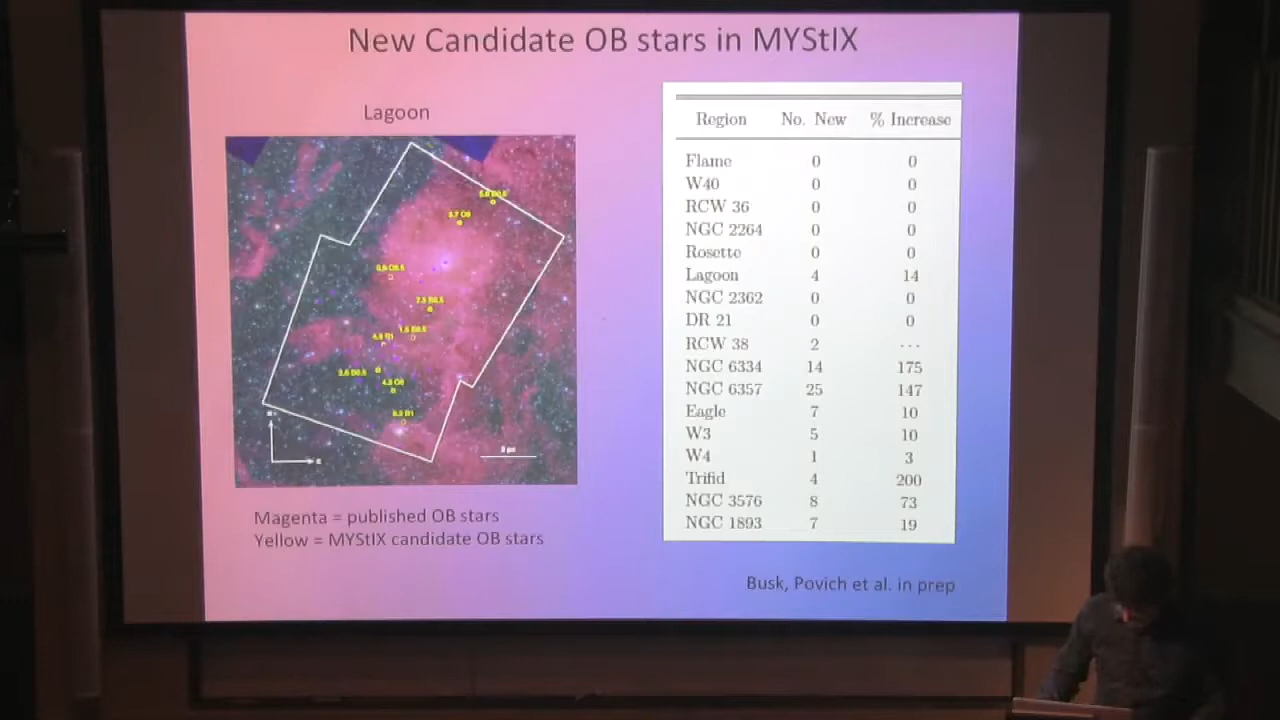 New Candidate OB stars in MYStIX
Lagoon
Magenta = published OB stars
Yellow = MYStIX candidate OB stars
Region No. New % Increase
Flame 0 0
W40 0 0
RCW 36 0 0
NGC 2264 0 0
Rosette 0 0
Lagoon 4 14
NGC 2362 0 0
DR 21 0 0
RCW 38 2 ...
NGC 6334 14 175
NGC 6357 25 147
Eagle 7 10
W3 5 10
W4 1 3
Trifid 4 200
NGC 3576 8 73
NGC 1893 7 19
Busk, Povich et al. in prep